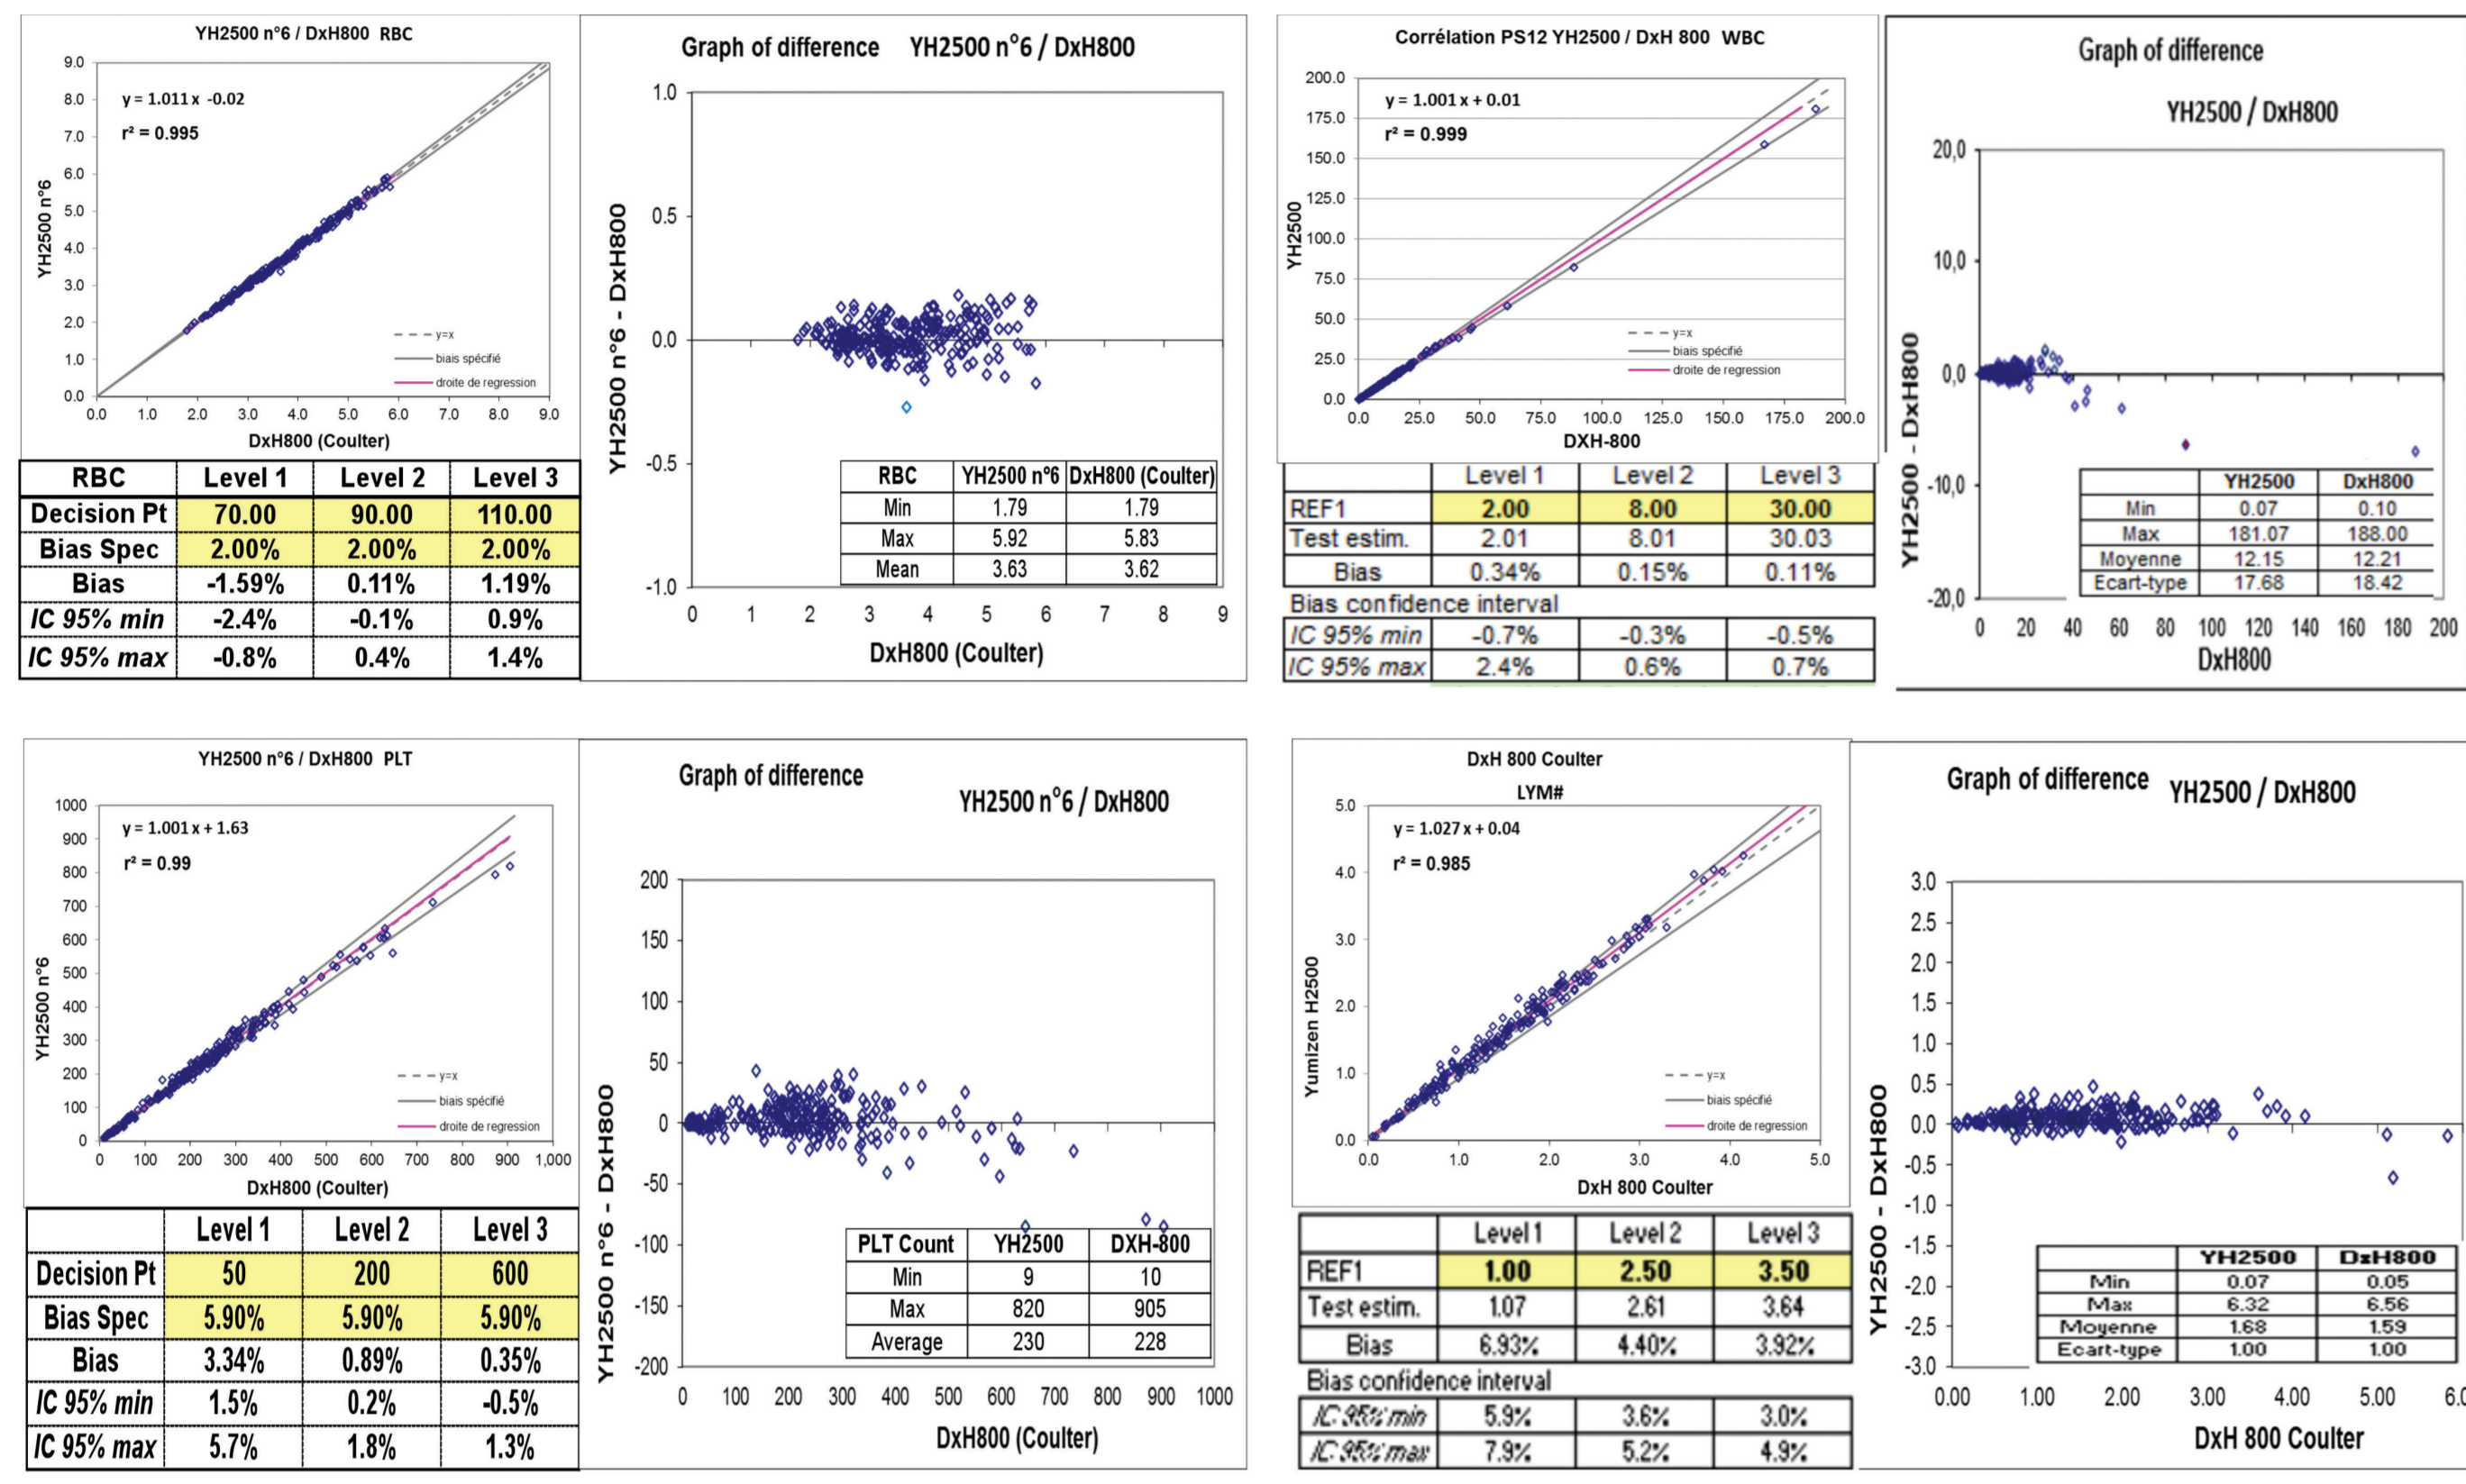 YH2500 n°6 / DxH800 RBC
y = 1.011 x -0.02
r² = 0.995
9.0
8.0
7.0
6.0
5.0
4.0
3.0
2.0
1.0
0.0
YH2500 n°6
y=x
biais spécifié
droite de regression
0.0 1.0 2.0 3.0 4.0 5.0 6.0 7.0 8.0 9.0
DxH800 (Coulter)
RBC Level 1 Level 2 Level 3
Decision Pt 70.00 90.00 110.00
Bias Spec 2.00% 2.00% 2.00%
Bias -1.59% 0.11% 1.19%
IC 95% min -2.4% -0.1% 0.9%
IC 95% max -0.8% 0.4% 1.4%
Graph of difference YH2500 n°6 / DxH800
1.0
0.5
0.0
-0.5
-1.0
YH2500 n°6 - DxH800
RBC YH2500 n°6 DxH800 (Coulter)
Min 1.79 1.79
Max 5.92 5.83
Mean 3.63 3.62
0 1 2 3 4 5 6 7 8 9
DxH800 (Coulter)
Corrélation PS12 YH2500 / DxH 800 WBC
y = 1.001 x + 0.01
r² = 0.999
200.0
175.0
150.0
125.0
100.0
75.0
50.0
25.0
0.0
YH2500
y=x
biais spécifié
droite de regression
0.0 25.0 50.0 75.0 100.0 125.0 150.0 175.0 200.0
DXH-800
Level 1 Level 2 Level 3
REF1 2.00 8.00 30.00
Test estim. 2.01 8.01 30.03
Bias 0.34% 0.15% 0.11%
Bias confidence interval
IC 95% min -0.7% -0.3% -0.5%
IC 95% max 2.4% 0.6% 0.7%
Graph of difference
YH2500 / DxH800
20,0
10,0
0,0
-10,0
-20,0
YH2500 - DxH800
YH2500 DxH800
Min 0.07 0.10
Max 181.07 188.00
Moyenne 12.15 12.21
Ecart-type 17.68 18.42
0 20 40 60 80 100 120 140 160 180 200
DxH800
YH2500 n°6 / DxH800 PLT
y = 1.001 x + 1.63
r² = 0.99
1000
900
800
700
600
500
400
300
200
100
0
YH2500 n°6
y=x
biais spécifié
droite de regression
0 100 200 300 400 500 600 700 800 900 1,000
DxH800 (Coulter)
Level 1 Level 2 Level 3
Decision Pt 50 200 600
Bias Spec 5.90% 5.90% 5.90%
Bias 3.34% 0.89% 0.35%
IC 95% min 1.5% 0.2% -0.5%
IC 95% max 5.7% 1.8% 1.3%
Graph of difference
YH2500 n°6 / DxH800
200
150
100
50
0
-50
-100
-150
-200
YH2500 n°6 - DxH800
PLT Count YH2500 DXH-800
Min 9 10
Max 820 905
Average 230 228
0 100 200 300 400 500 600 700 800 900 1000
DxH800 (Coulter)
DxH 800 Coulter
LYM#
y = 1.027 x + 0.04
r² = 0.985
5.0
4.0
3.0
2.0
1.0
0.0
Yumizen H2500
y=x
biais spécifié
droite de regression
0.0 1.0 2.0 3.0 4.0 5.0
DxH 800 Coulter
Level 1 Level 2 Level 3
REF1 1.00 2.50 3.50
Test estim. 1.07 2.61 3.64
Bias 6.93% 4.40% 3.92%
Bias confidence interval
IC 95% min 5.9% 3.6% 3.0%
IC 95% max 7.9% 5.2% 4.9%
Graph of difference YH2500 / DxH800
3.0
2.5
2.0
1.5
1.0
0.5
0.0
-0.5
-1.0
-1.5
-2.0
-2.5
-3.0
YH2500 - DxH800
YH2500 DxH800
Min 0.07 0.05
Max 6.32 6.56
Moyenne 1.68 1.59
Ecart-type 1.00 1.00
0.00 1.00 2.00 3.00 4.00 5.00 6.0
DxH 800 Coulter